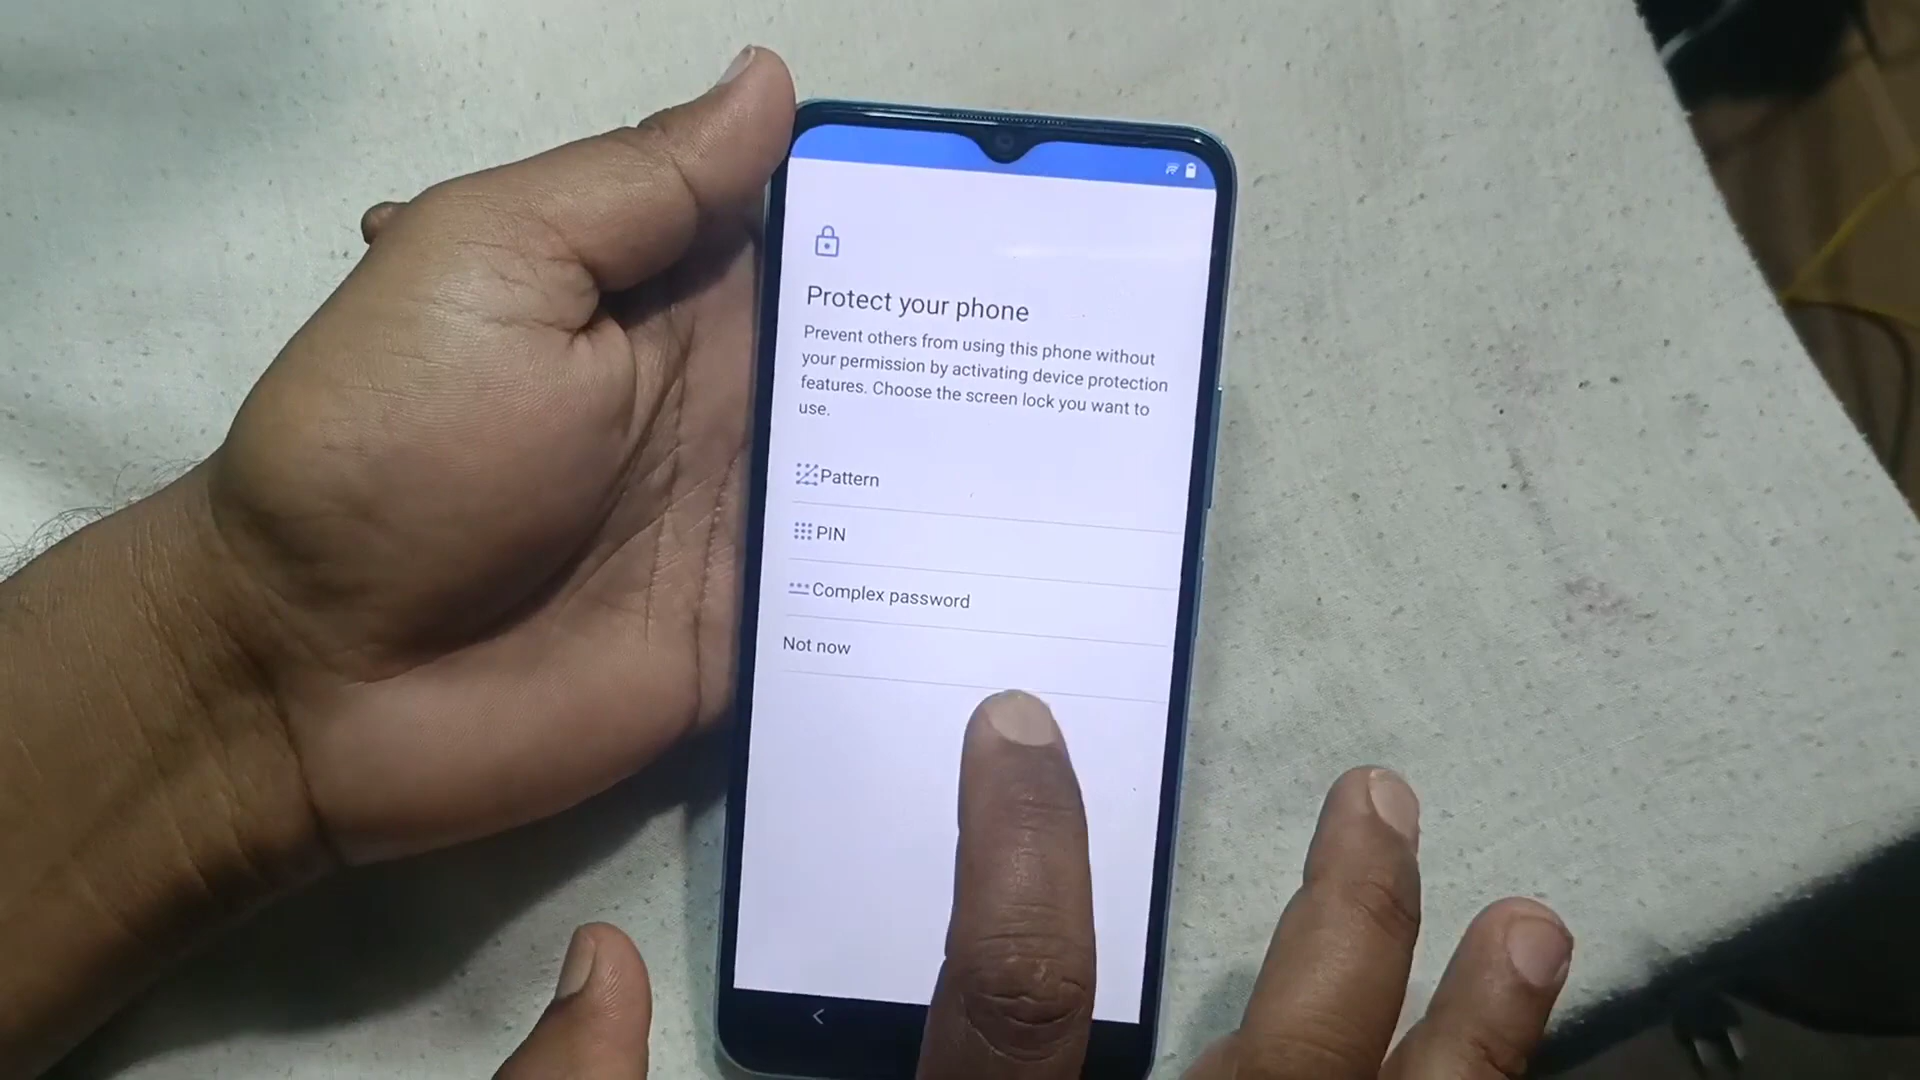 Protect your phone
Prevent others from using this phone without
your permission by activating device protection
features. Choose the screen lock you want to
use.
Pattern
PIN
Complex password
Not now